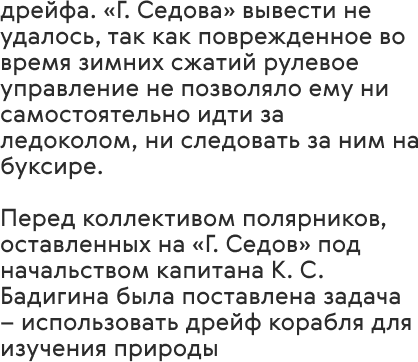 дрейфа. «Г. Седова» вывести не
удалось, так как поврежденное во
время зимних сжатий рулевое
управление не позволяло ему ни
самостоятельно идти за
ледоколом, ни следовать за ним на
буксире.
Перед коллективом полярников,
оставленных на «Г. Седов» под
начальством капитана К. С.
Бадигина была поставлена задача
– использовать дрейф корабля для
изучения природы